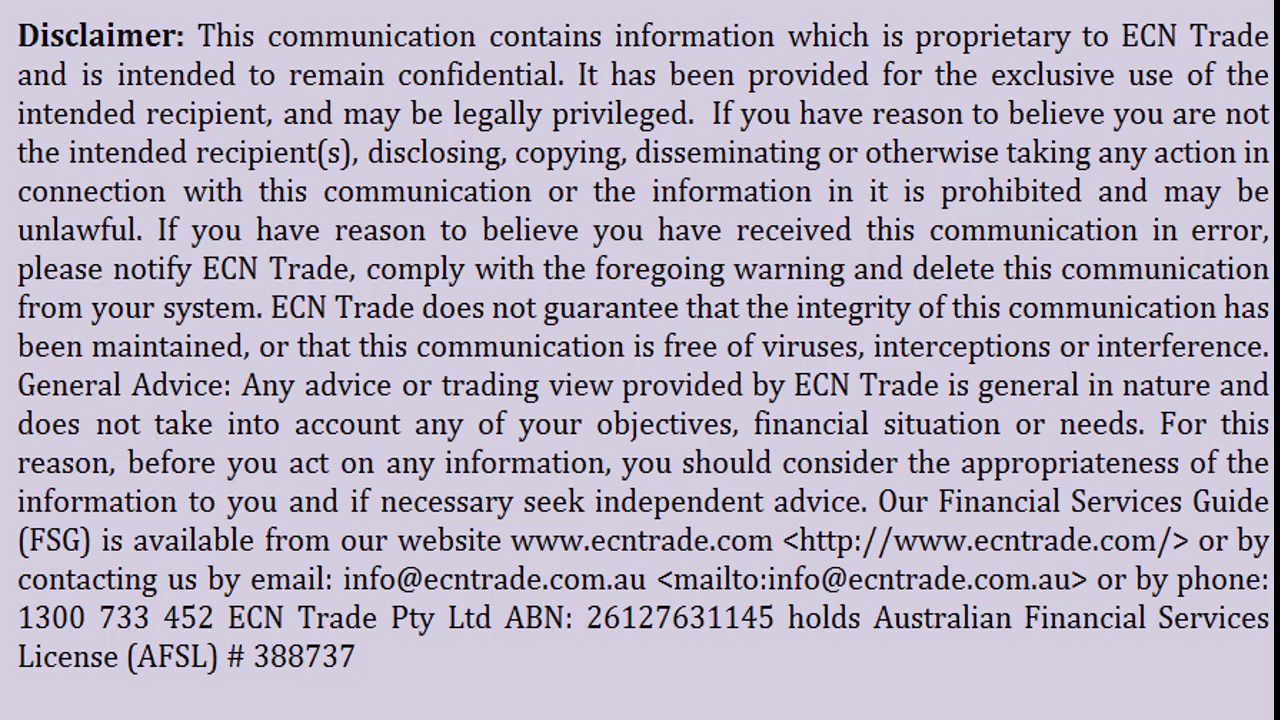 Disclaimer: This communication contains information which is proprietary to ECN Trade
and is intended to remain confidential. It has been provided for the exclusive use of the
intended recipient, and may be legally privileged. If you have reason to believe you are not
the intended recipient(s), disclosing, copying, disseminating or otherwise taking any action in
connection with this communication or the information in it is prohibited and may be
unlawful. If you have reason to believe you have received this communication in error,
please notify ECN Trade, comply with the foregoing warning and delete this communication
from your system. ECN Trade does not guarantee that the integrity of this communication has
been maintained, or that this communication is free of viruses, interceptions or interference.
General Advice: Any advice or trading view provided by ECN Trade is general in nature and
does not take into account any of your objectives, financial situation or needs. For this
reason, before you act on any information, you should consider the appropriateness of the
information to you and if necessary seek independent advice. Our Financial Services Guide
(FSG) is available from our website www.ecntrade.com <http://www.ecntrade.com/> or by
contacting us by email: info@ecntrade.com.au <mailto:info@ecntrade.com.au> or by phone:
1300 733 452 ECN Trade Pty Ltd ABN: 26127631145 holds Australian Financial Services
License (AFSL) # 388737